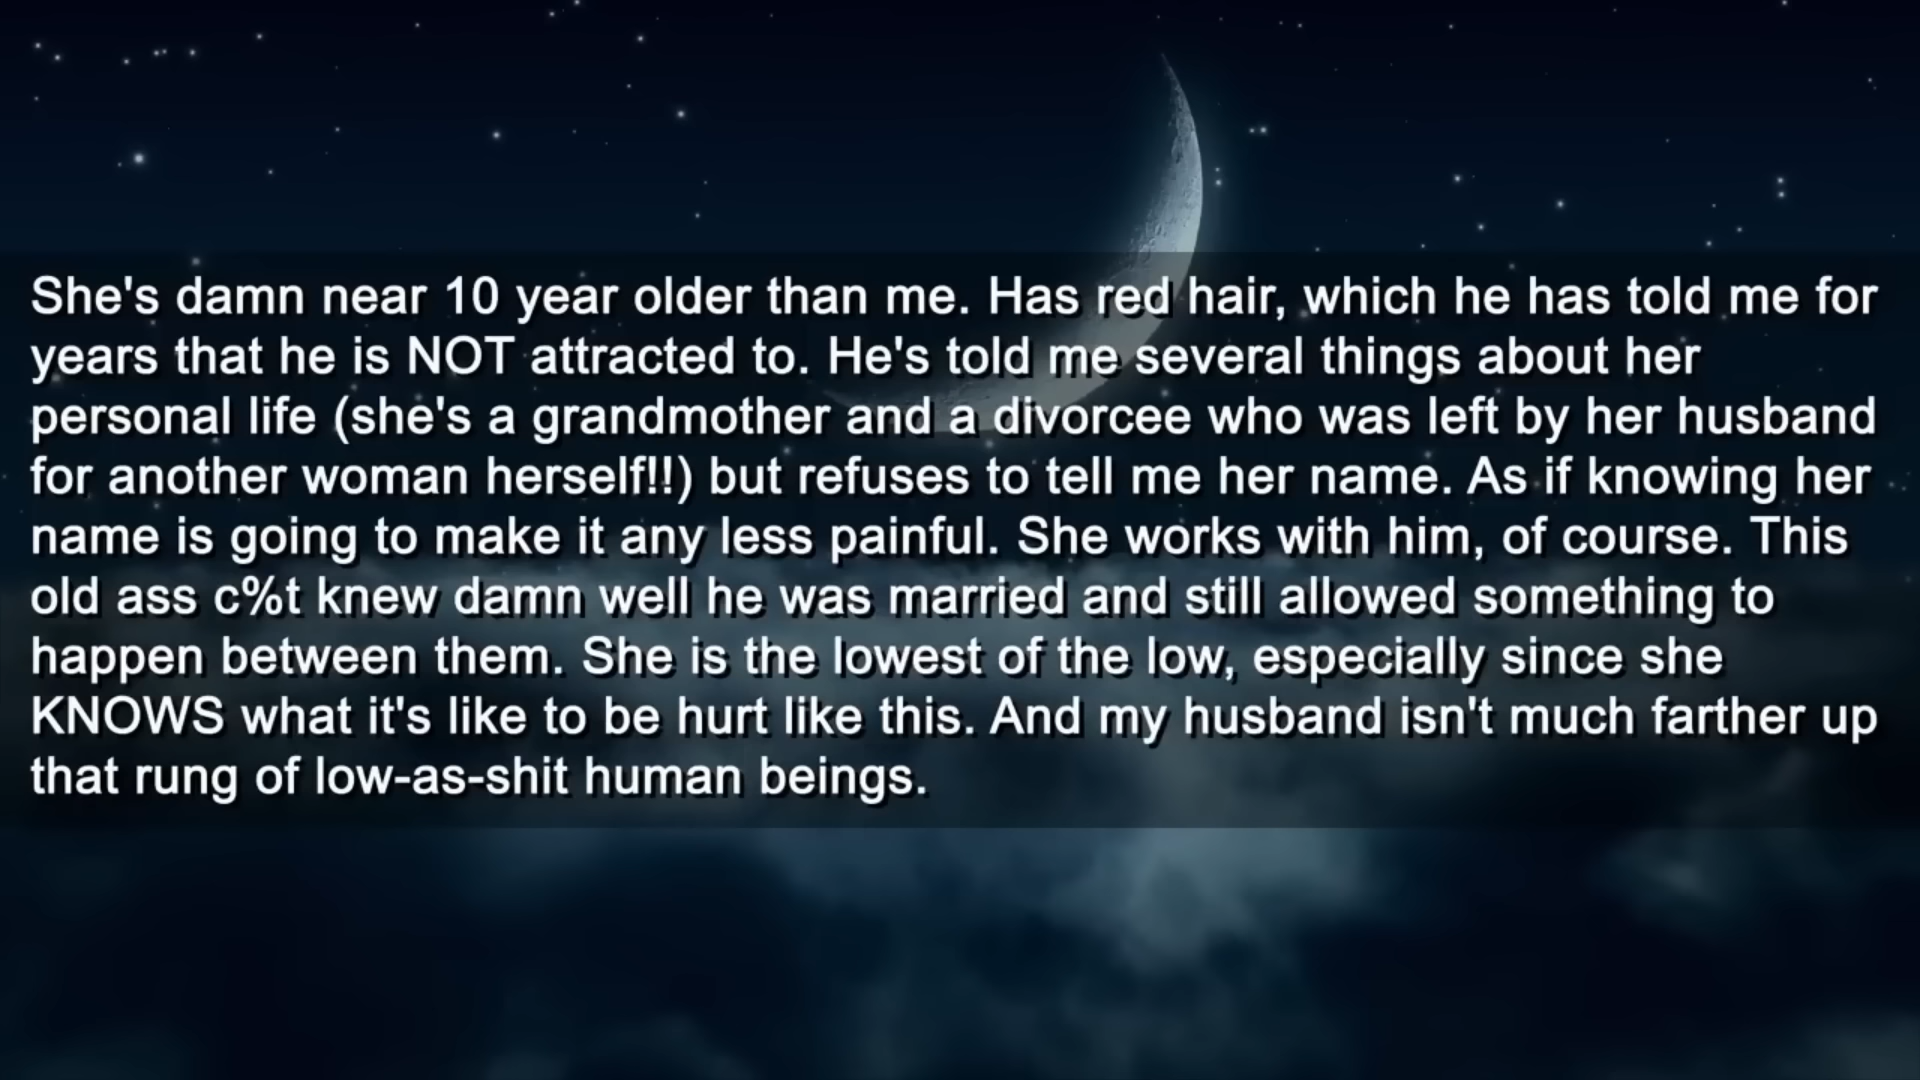 She's damn near 10 year older than me. Has red hair, which he has told me for
years that he is NOT attracted to. He's told me several things about her
personal life (she's a grandmother and a divorcee who was left by her husband
for another woman herself!!) but refuses to tell me her name. As if knowing her
name is going to make it any less painful. She works with him, of course. This
old ass c%t knew damn well he was married and still allowed something to
happen between them. She is the lowest of the low, especially since she
KNOWS what it's like to be hurt like this. And my husband isn't much farther up
that rung of low-as-shit human beings.